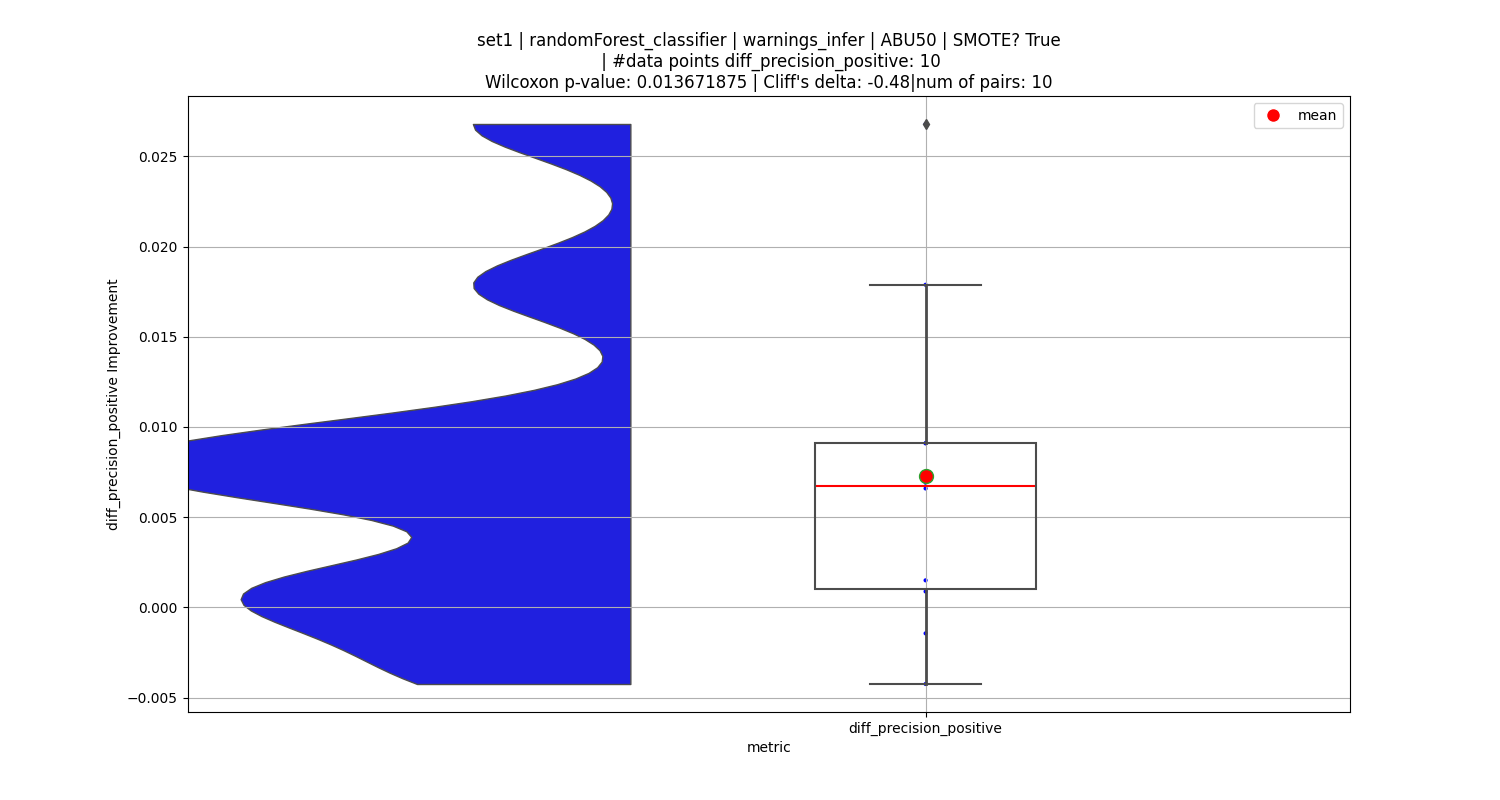 set1 | randomForest_classifier | warnings_infer | ABU50 | SMOTE? True
| #data points diff_precision_positive: 10
Wilcoxon p-value: 0.013671875 | Cliff's delta: -0.48|num of pairs: 10
mean
0.025
0.020
0.015
0.010
0.005
0.000
−0.005
diff_precision_positive Improvement
diff_precision_positive
metric